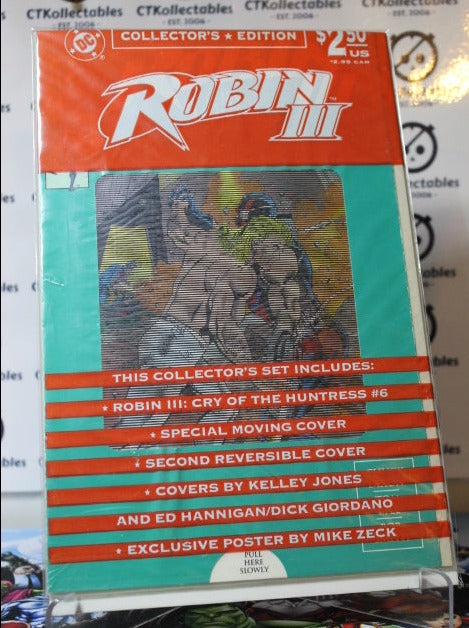 CTKollectables
- EST. 2006 -
CTKollectables
- EST. 2006 -
CTKollectables
DC
COLLECTOR'S ★ EDITION
$2.50
US
*2.95 CAN
ROBIN III™
THIS COLLECTOR'S SET INCLUDES:
★ ROBIN III: CRY OF THE HUNTRESS #6
★ SPECIAL MOVING COVER
★ SECOND REVERSIBLE COVER
★ COVERS BY KELLEY JONES
AND ED HANNIGAN/DICK GIORDANO
★ EXCLUSIVE POSTER BY MIKE ZECK
PULL
HERE
SLOWLY